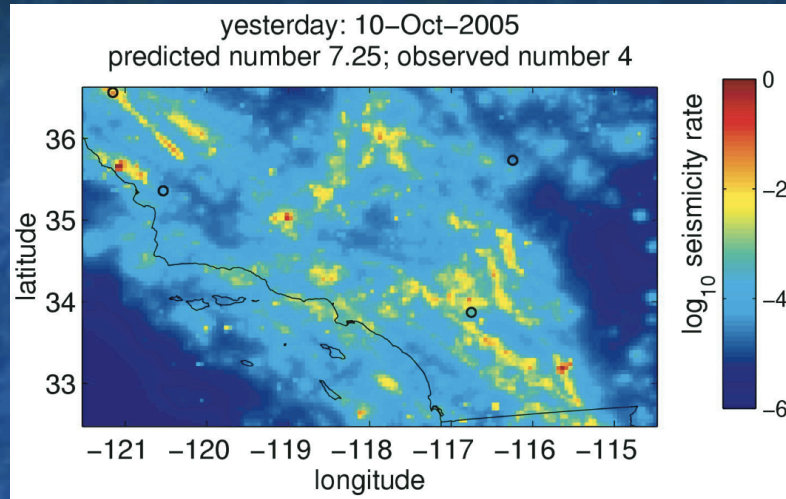 yesterday: 10-Oct-2005
predicted number 7.25; observed number 4
latitude
36
35
34
33
-121 -120 -119 -118 -117 -116 -115
longitude
0
-2
-4
-6
log10 seismicity rate